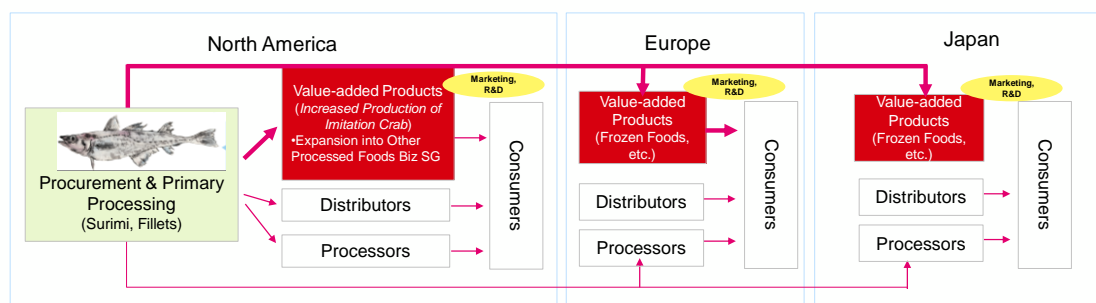 North America
Europe
Japan
Marketing,
R&D
Value-added Products
(Increased Production of
Imitation Crab)
•Expansion into Other
Processed Foods Biz SG
Procurement & Primary
Processing
(Surimi, Fillets)
Distributors
Processors
Consumers
Marketing,
R&D
Value-added
Products
(Frozen Foods,
etc.)
Distributors
Processors
Consumers
Marketing,
R&D
Value-added
Products
(Frozen Foods,
etc.)
Distributors
Processors
Consumers